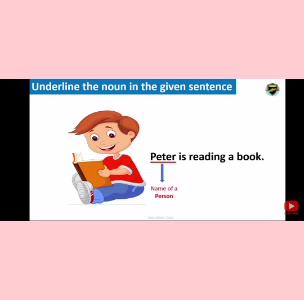 Underline the noun in the given sentence
Peter is reading a book.
Name of a
Person